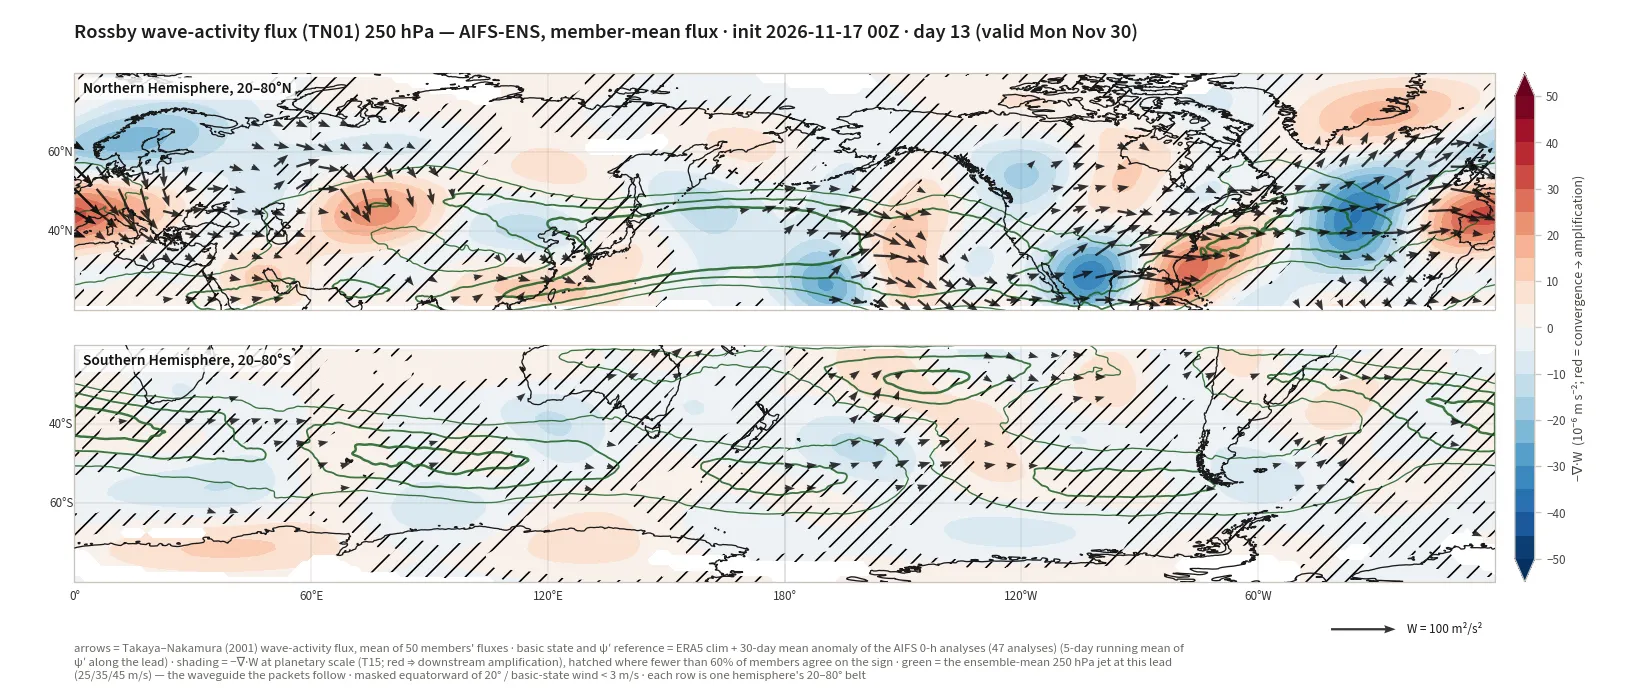 Rossby wave-activity flux (TN01) 250 hPa — AIFS-ENS, member-mean flux · init 2026-11-17 00Z · day 13 (valid Mon Nov 30)
Northern Hemisphere, 20–80°N
60°N
40°N
Southern Hemisphere, 20–80°S
40°S
60°S
0°
60°E
120°E
180°
120°W
60°W
50
40
30
20
10
0
−10
−20
−30
−40
−50
−∇·W (10⁻⁶ m s⁻²; red = convergence → amplification)
W = 100 m²/s²
arrows = Takaya–Nakamura (2001) wave-activity flux, mean of 50 members' fluxes · basic state and ψ′ reference = ERA5 clim + 30-day mean anomaly of the AIFS 0-h analyses (47 analyses) (5-day running mean of
ψ′ along the lead) · shading = −∇·W at planetary scale (T15; red ⇒ downstream amplification), hatched where fewer than 60% of members agree on the sign · green = the ensemble-mean 250 hPa jet at this lead
(25/35/45 m/s) — the waveguide the packets follow · masked equatorward of 20° / basic-state wind < 3 m/s · each row is one hemisphere's 20–80° belt